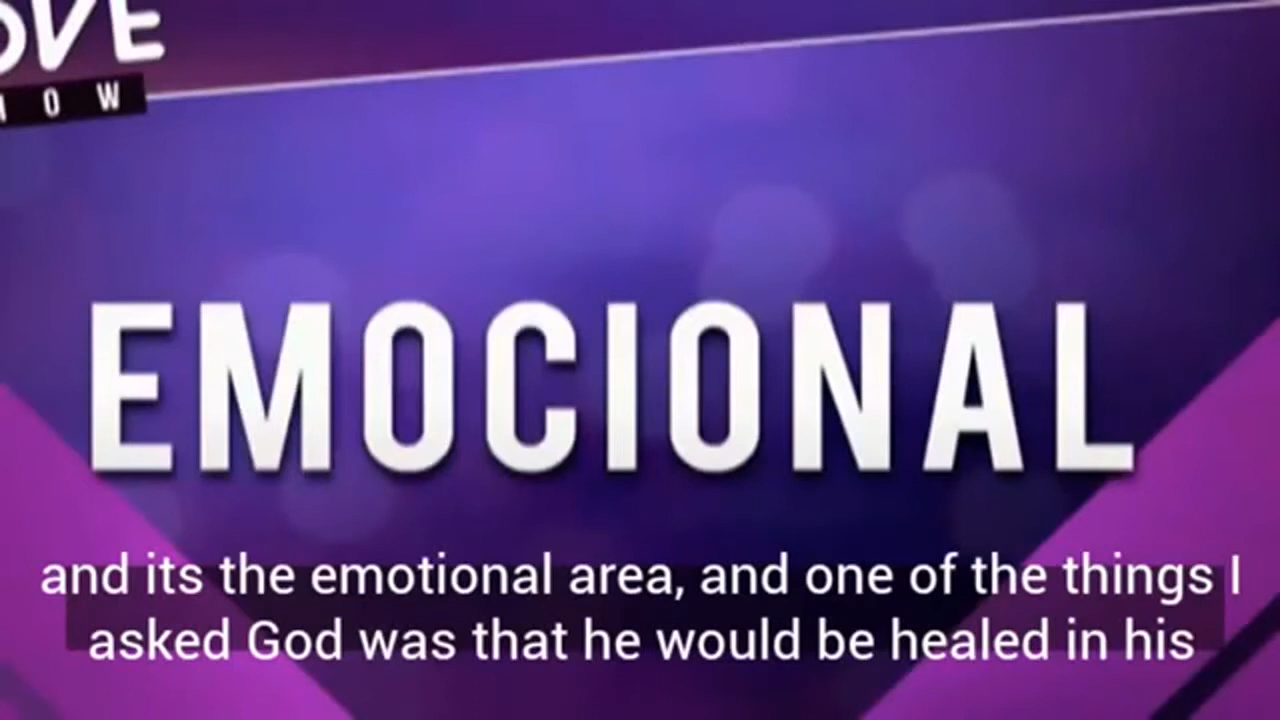 OVE
HOW
EMOCIONAL
and its the emotional area, and one of the things I
asked God was that he would be healed in his